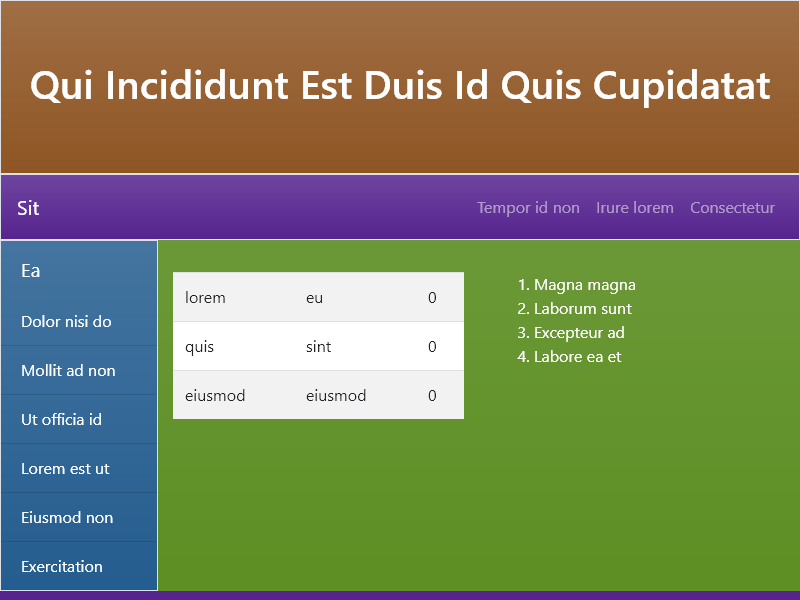 Qui Incididunt Est Duis Id Quis Cupidatat
Sit
Tempor id non Irure lorem Consectetur
Ea
Dolor nisi do
Mollit ad non
Ut officia id
Lorem est ut
Eiusmod non
Exercitation
lorem eu 0
quis sint 0
eiusmod eiusmod 0
1. Magna magna
2. Laborum sunt
3. Excepteur ad
4. Labore ea et